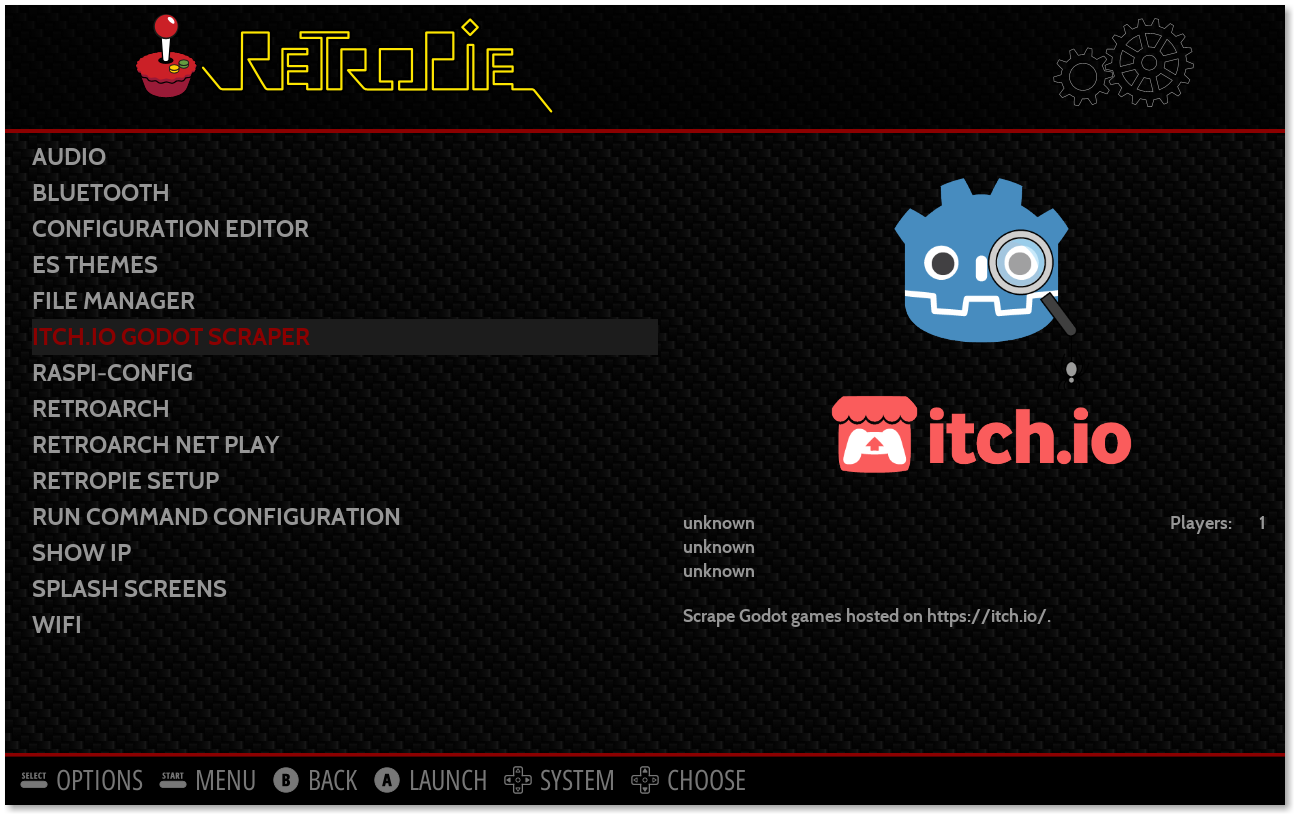 RETROPIE
AUDIO
BLUETOOTH
CONFIGURATION EDITOR
ES THEMES
FILE MANAGER
ITCH.IO GODOT SCRAPER
RASPI-CONFIG
RETROARCH
RETROARCH NET PLAY
RETROPIE SETUP
RUN COMMAND CONFIGURATION
SHOW IP
SPLASH SCREENS
WIFI
itch.io
unknown Players: 1
unknown
unknown
Scrape Godot games hosted on https://itch.io/.
SELECT OPTIONS START MENU B BACK A LAUNCH SYSTEM CHOOSE